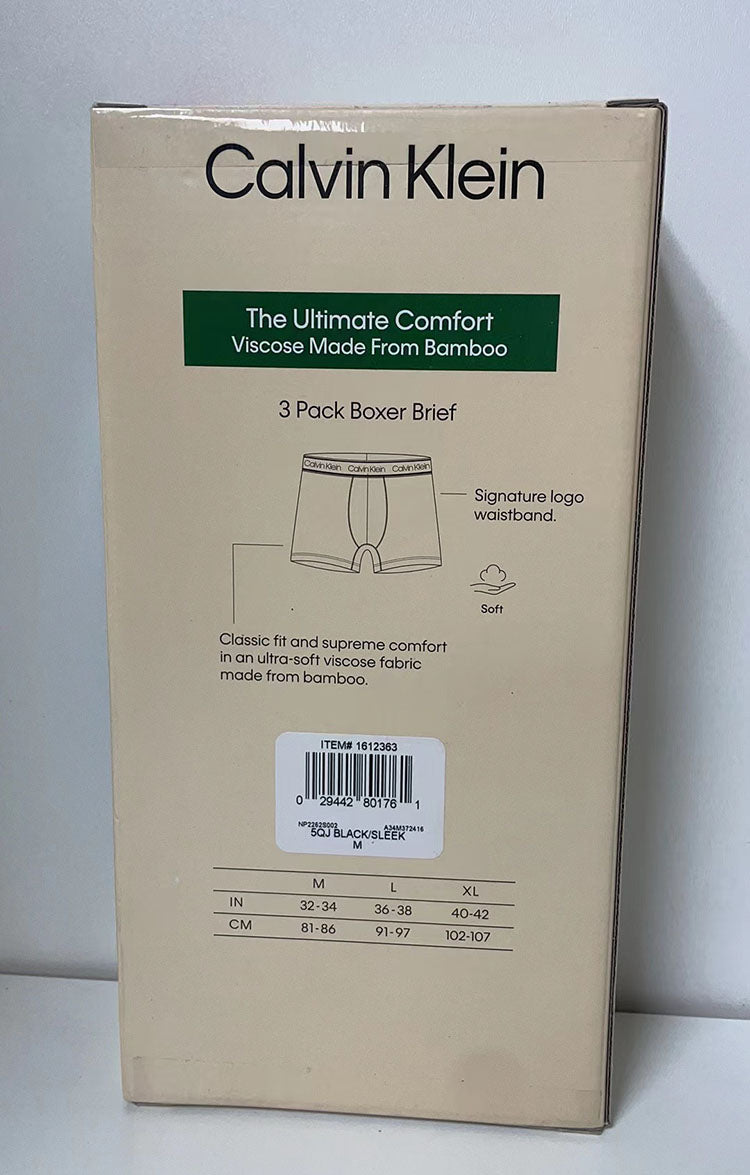 Calvin Klein
The Ultimate Comfort
Viscose Made From Bamboo
3 Pack Boxer Brief
Calvin Klein Calvin Klein Calvin Klein
Signature logo
waistband.
Soft
Classic fit and supreme comfort
in an ultra-soft viscose fabric
made from bamboo.
ITEM# 1612363
0 29442 80176 1
NP2262S002 A34M372416
5QJ BLACK/SLEEK
M
M L XL
IN 32-34 36-38 40-42
CM 81-86 91-97 102-107